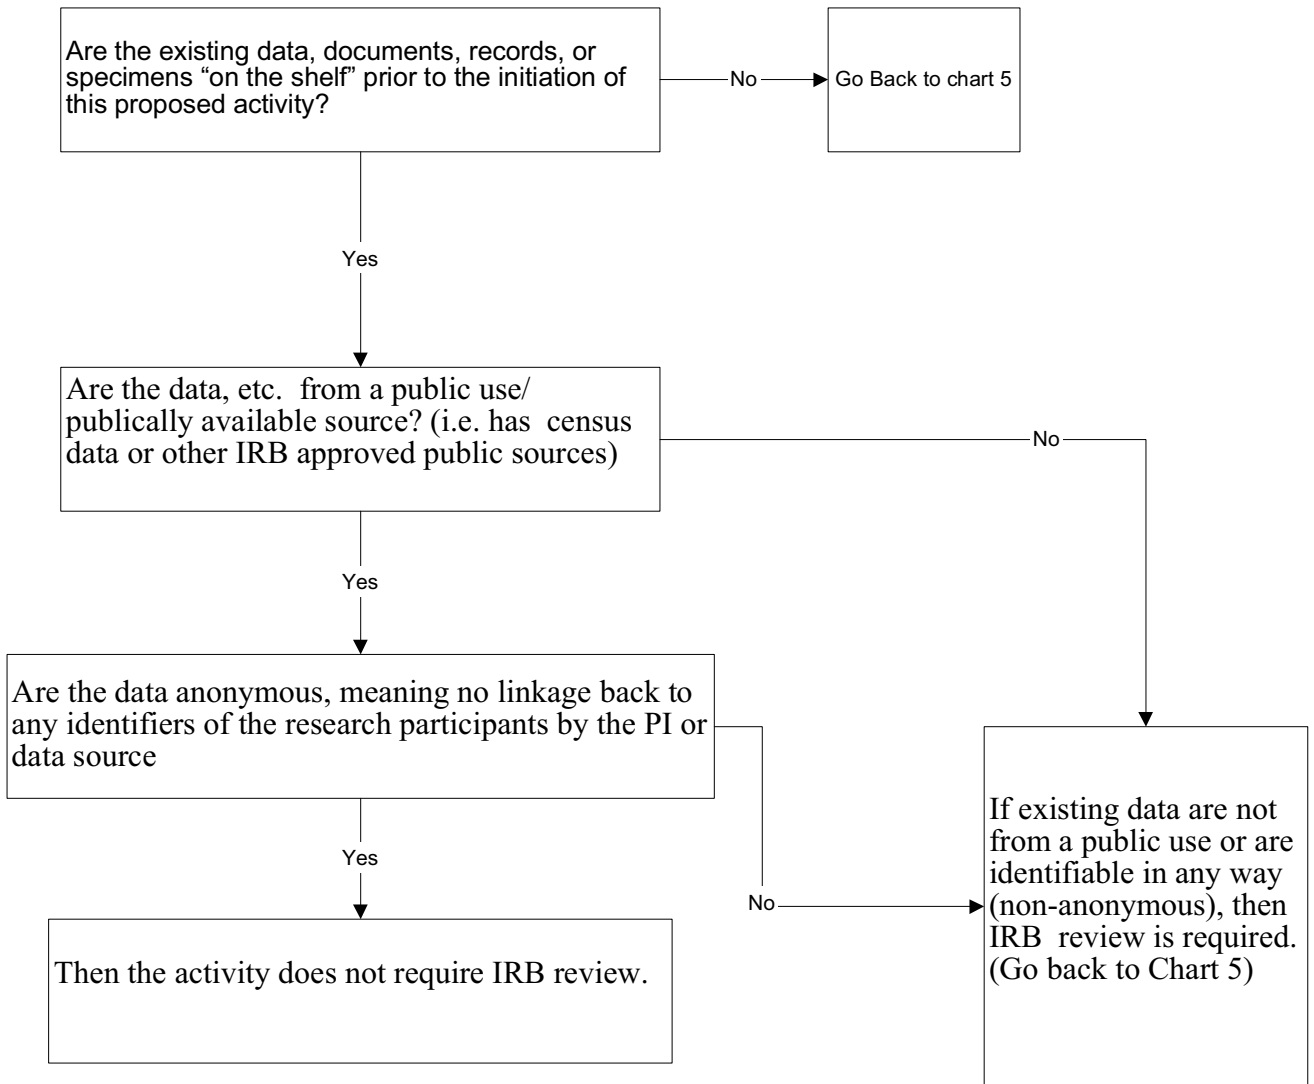 Are the existing data, documents, records, or
specimens “on the shelf” prior to the initiation of
this proposed activity?
No
Go Back to chart 5
Yes
Are the data, etc.  from a public use/
publically available source? (i.e. has  census
data or other IRB approved public sources)
No
Yes
Are the data anonymous, meaning no linkage back to
any identifiers of the research participants by the PI or
data source
Yes
No
If existing data are not
from a public use or are
identifiable in any way
(non-anonymous), then
IRB  review is required.
(Go back to Chart 5)
Then the activity does not require IRB review.